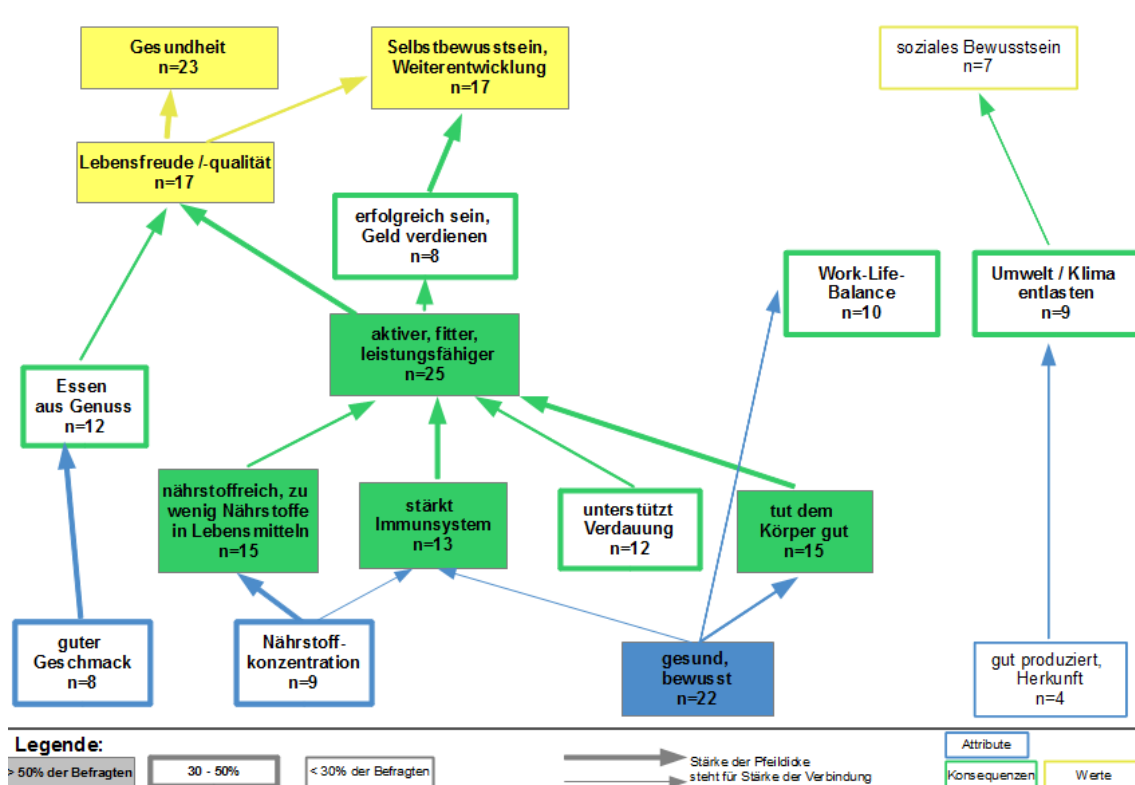 Gesundheit
n=23
Selbstbewusstsein,
Weiterentwicklung
n=17
soziales Bewusstsein
n=7
Lebensfreude /-qualität
n=17
erfolgreich sein,
Geld verdienen
n=8
Work-Life-
Balance
n=10
Umwelt / Klima
entlasten
n=9
aktiver, fitter,
leistungsfähiger
n=25
Essen
aus Genuss
n=12
nährstoffreich, zu
wenig Nährstoffe
in Lebensmitteln
n=15
stärkt
Immunsystem
n=13
unterstützt
Verdauung
n=12
tut dem
Körper gut
n=15
guter
Geschmack
n=8
Nährstoff-
konzentration
n=9
gesund,
bewusst
n=22
gut produziert,
Herkunft
n=4
Legende:
> 50% der Befragten
30 - 50%
< 30% der Befragten
Stärke der Pfeildicke
steht für Stärke der Verbindung
Attribute
Konsequenzen
Werte